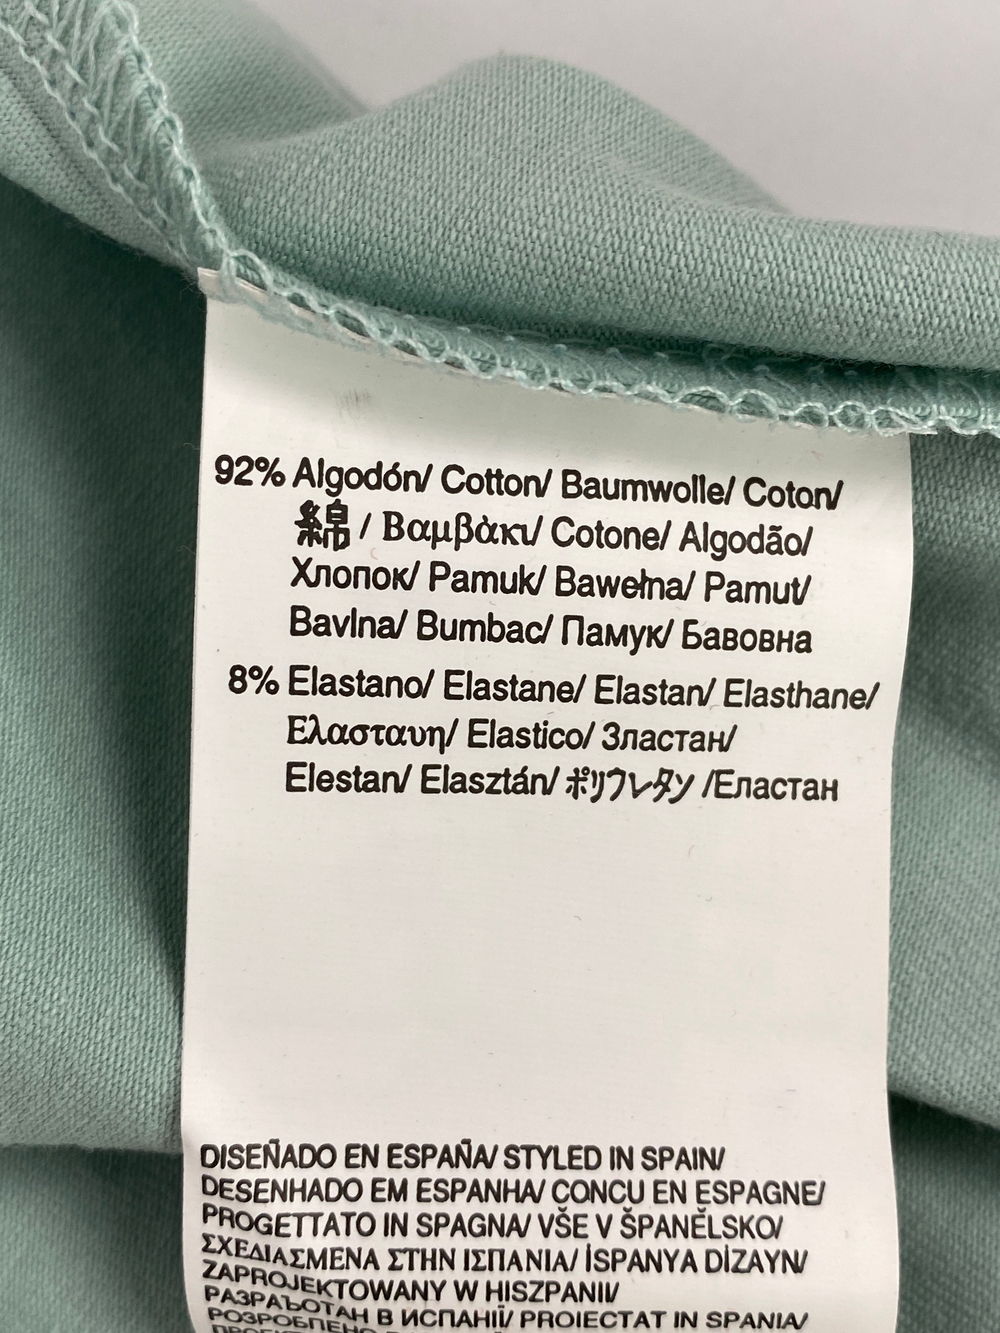 92% Algodón/ Cotton/ Baumwolle/ Coton/
綿 / Βαμβὰκι/ Cotone/ Algodão/
Хлопок/ Pamuk/ Bawełna/ Pamut/
Bavlna/ Bumbac/ Памук/ Бавовна
8% Elastano/ Elastane/ Elastan/ Elasthane/
Ελασταυη/ Elastico/ Зластан/
Elestan/ Elasztán/ ポリウレタン /Еластан
DISEÑADO EN ESPAÑA/ STYLED IN SPAIN/
DESENHADO EM ESPANHA/ CONCU EN ESPAGNE/
PROGETTATO IN SPAGNA/ VŠE V ŠPANĚLSKO/
ΣΧΕΔΙΑΣΜΕΝΑ ΣΤΗΝ ΙΣΠΑΝΙΑ/ İSPANYA DİZAYN/
ZAPROJEKTOWANY W HISZPANII/
РАЗРАЪОТАН В ИСПАНІЇ/ PROIECTAT IN SPANIA/
РОЗРОБЛЕНО